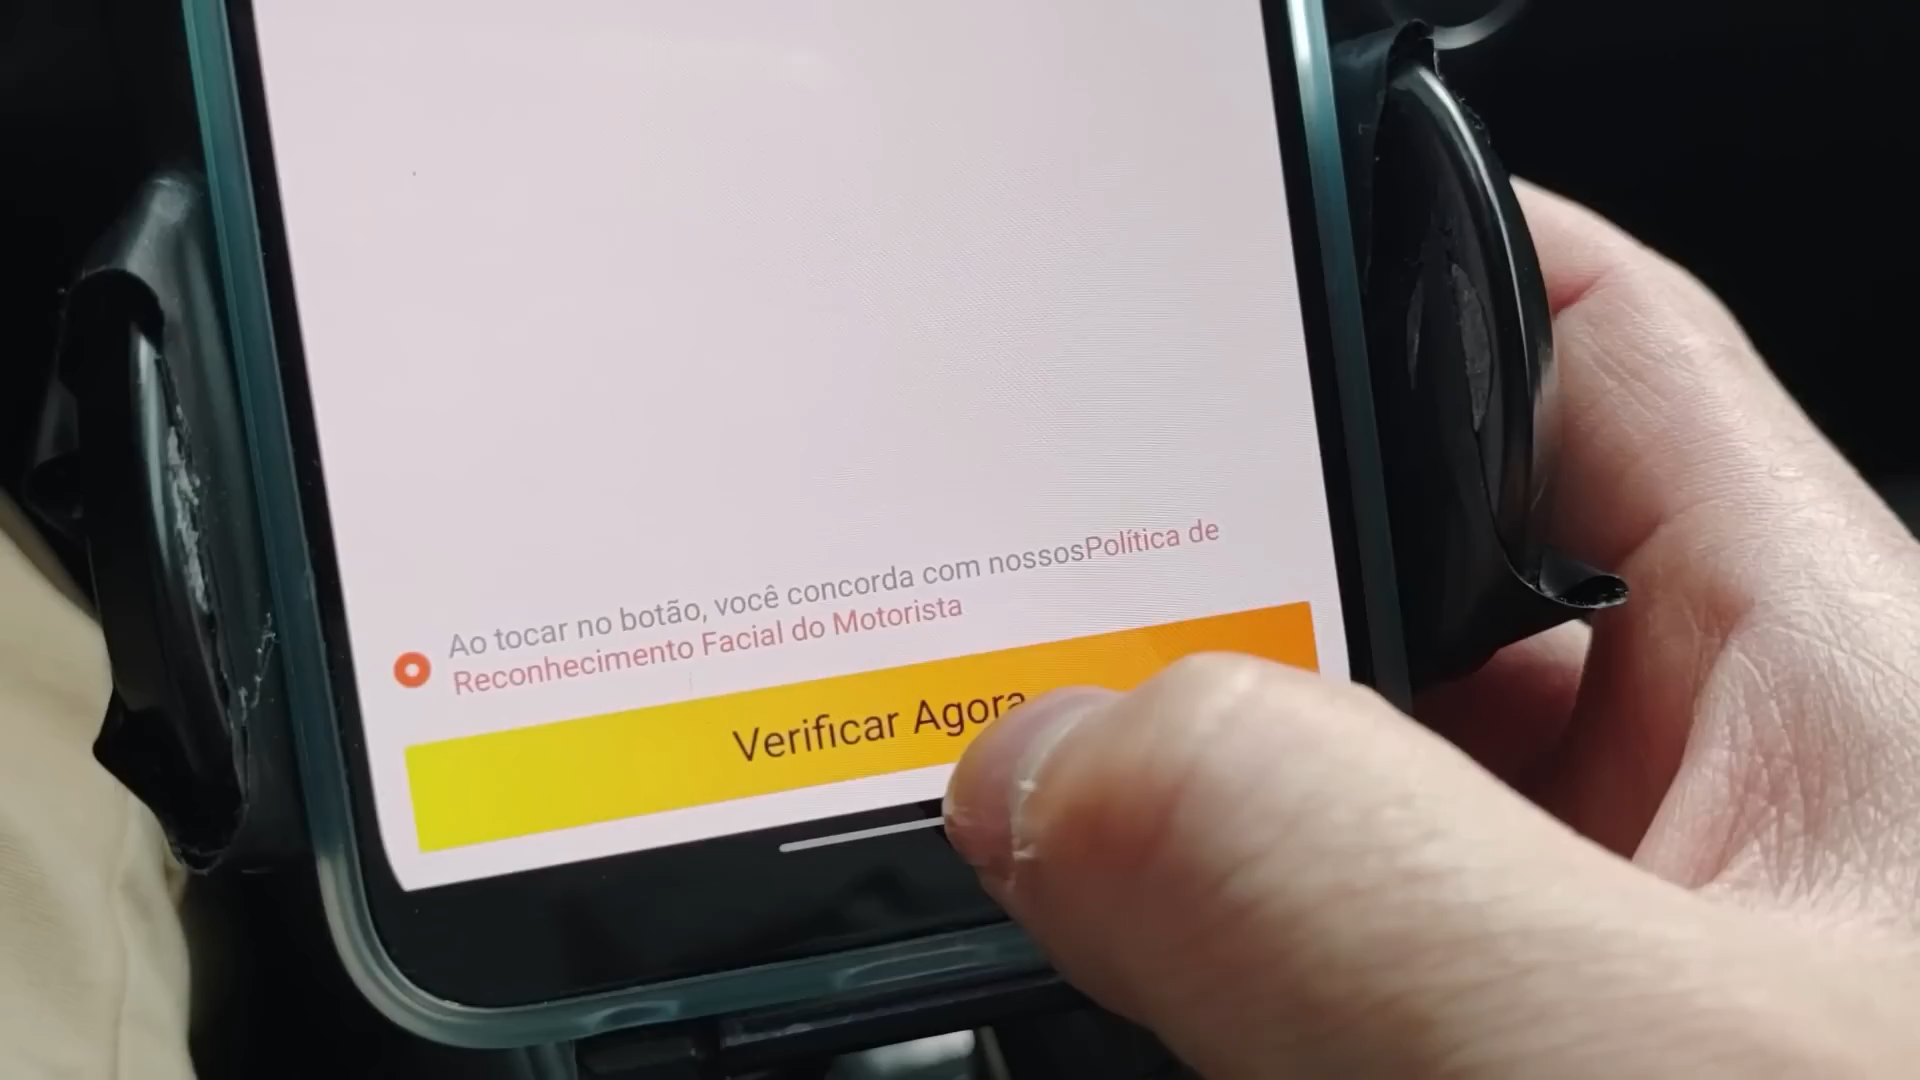 Ao tocar no botão, você concorda com nossosPolítica de
Reconhecimento Facial do Motorista
Verificar Agora